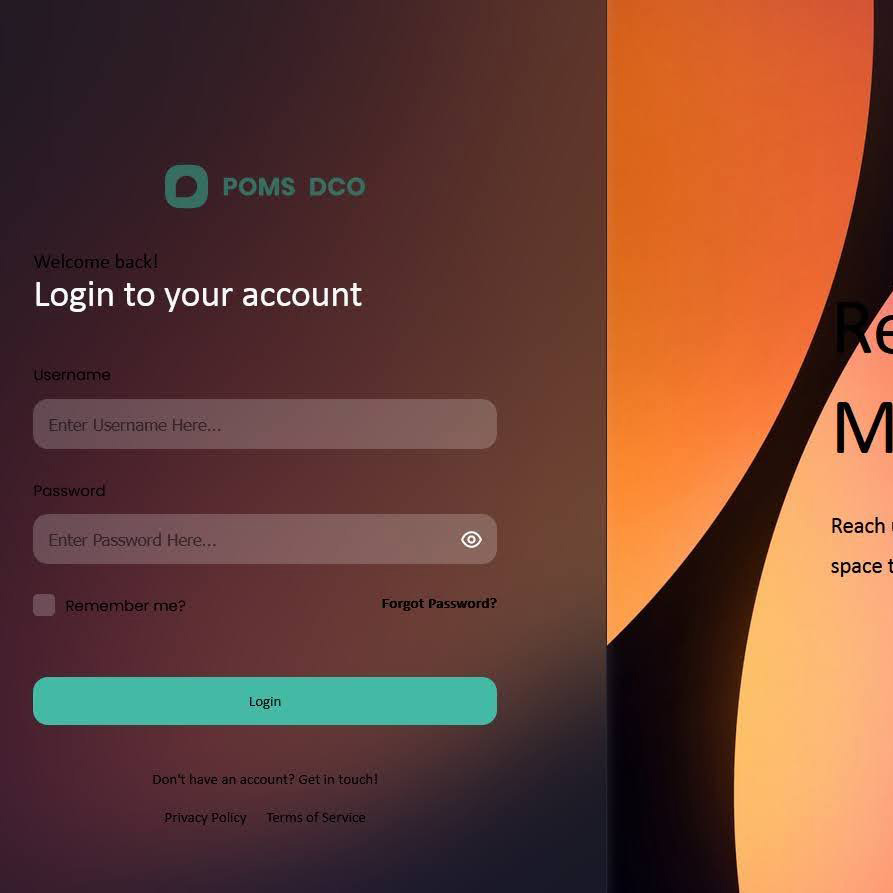 POMS DCO
Welcome back!
Login to your account
Username
Enter Username Here...
Password
Enter Password Here...
Remember me?
Forgot Password?
Login
Don't have an account? Get in touch!
Privacy Policy
Terms of Service
Re
M
Reach
space t